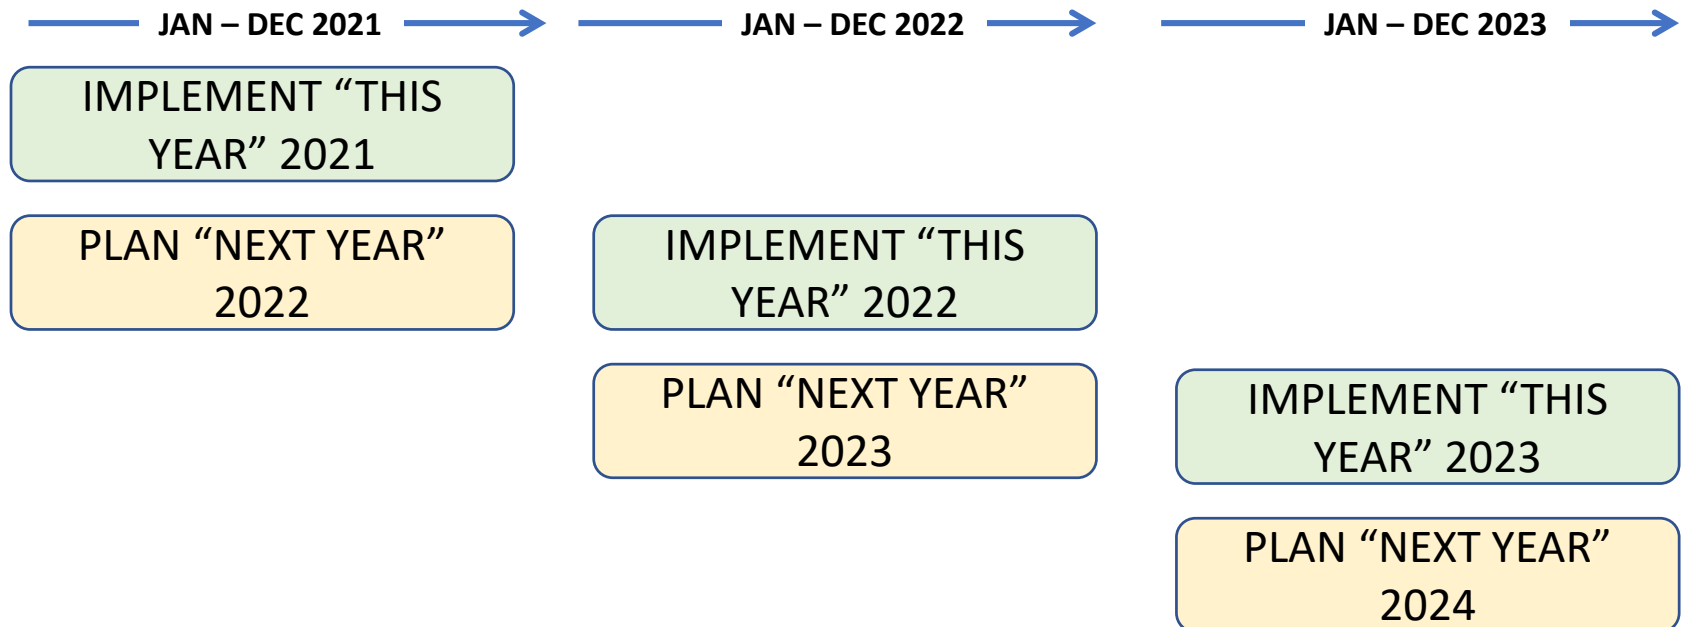 JAN – DEC 2021
JAN – DEC 2022
JAN – DEC 2023
IMPLEMENT “THIS
YEAR” 2021
PLAN “NEXT YEAR”
2022
IMPLEMENT “THIS
YEAR” 2022
PLAN “NEXT YEAR”
2023
IMPLEMENT “THIS
YEAR” 2023
PLAN “NEXT YEAR”
2024